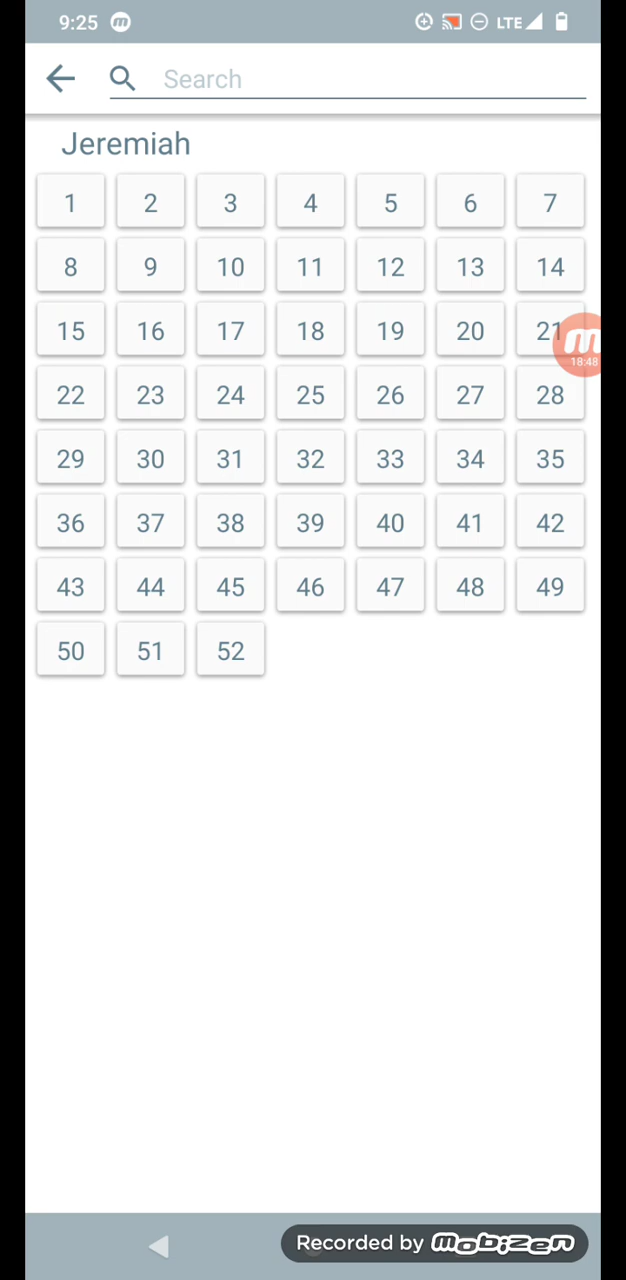 9:25 m LTE
Search
Jeremiah
1 2 3 4 5 6 7
8 9 10 11 12 13 14
15 16 17 18 19 20 21
m
18:48
22 23 24 25 26 27 28
29 30 31 32 33 34 35
36 37 38 39 40 41 42
43 44 45 46 47 48 49
50 51 52
Recorded by mobizen